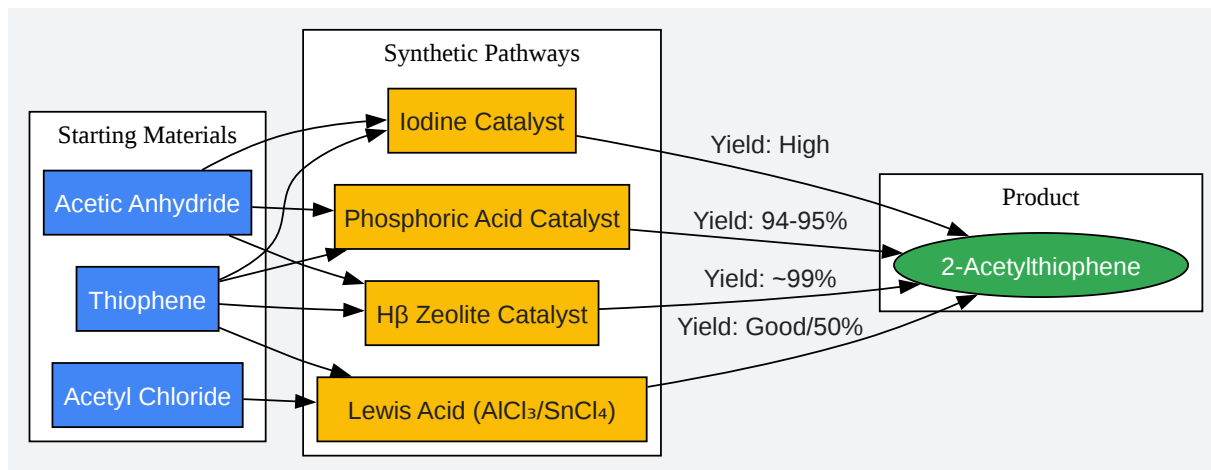 Starting Materials
Acetic Anhydride
Thiophene
Acetyl Chloride
Synthetic Pathways
Iodine Catalyst
Phosphoric Acid Catalyst
Hβ Zeolite Catalyst
Lewis Acid (AlCl₃/SnCl₄)
Yield: High
Yield: 94-95%
Yield: ~99%
Yield: Good/50%
Product
2-Acetylthiophene